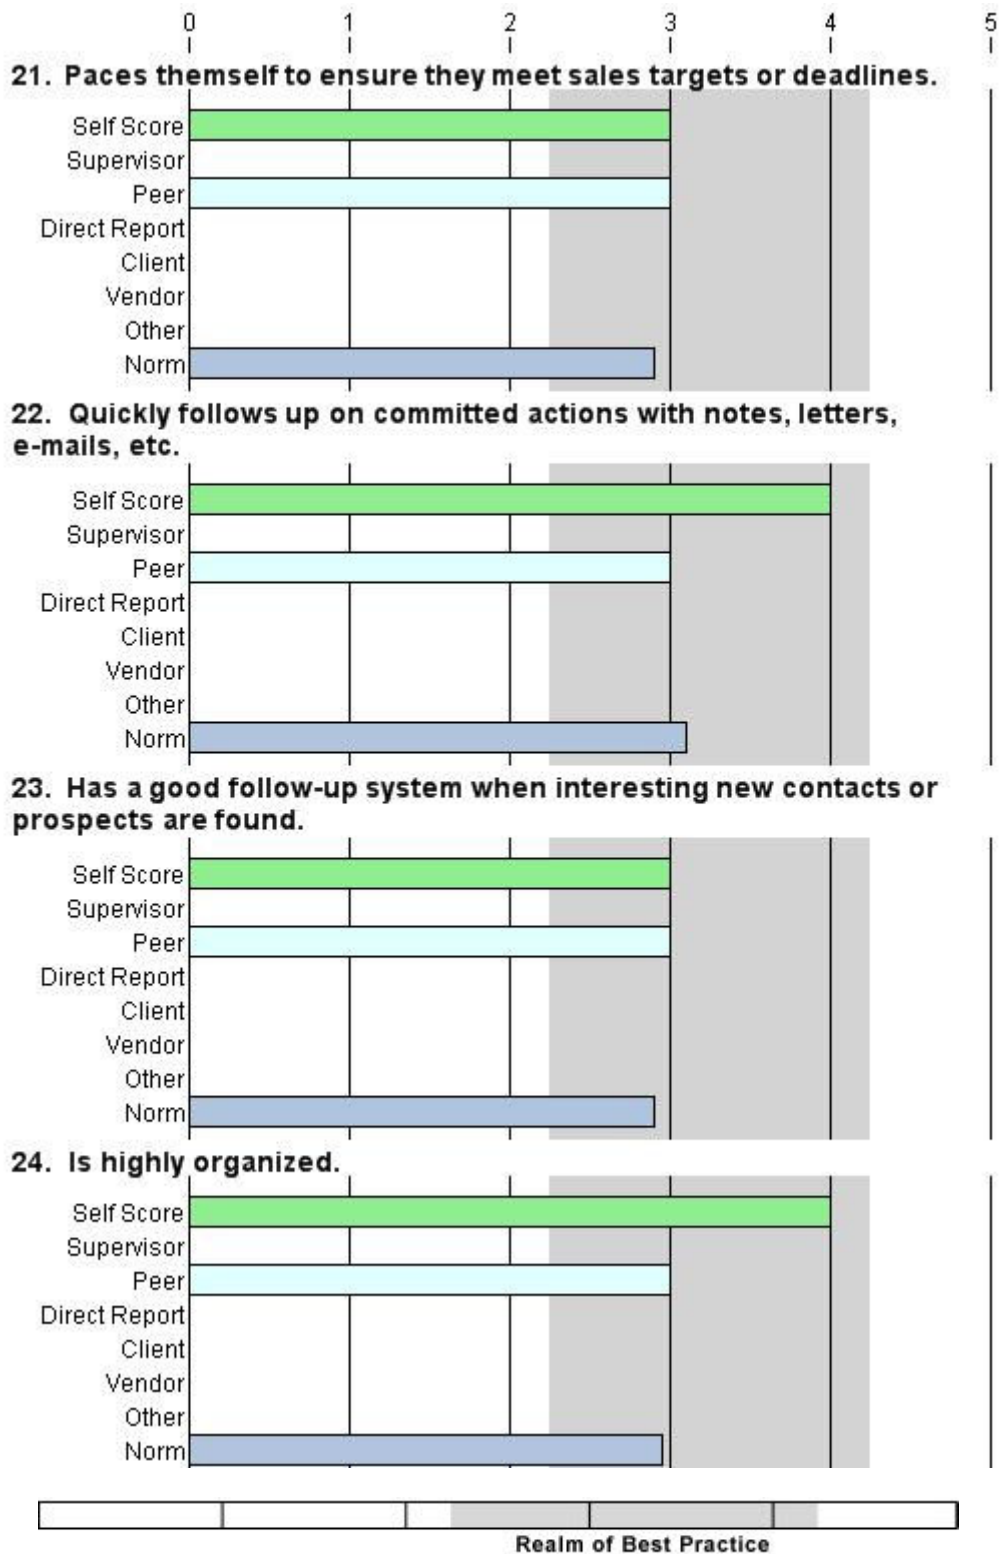 0 1 2 3 4 5
21. Paces themself to ensure they meet sales targets or deadlines.
Self Score
Supervisor
Peer
Direct Report
Client
Vendor
Other
Norm
22. Quickly follows up on committed actions with notes, letters,
e-mails, etc.
Self Score
Supervisor
Peer
Direct Report
Client
Vendor
Other
Norm
23. Has a good follow-up system when interesting new contacts or
prospects are found.
Self Score
Supervisor
Peer
Direct Report
Client
Vendor
Other
Norm
24. Is highly organized.
Self Score
Supervisor
Peer
Direct Report
Client
Vendor
Other
Norm
Realm of Best Practice